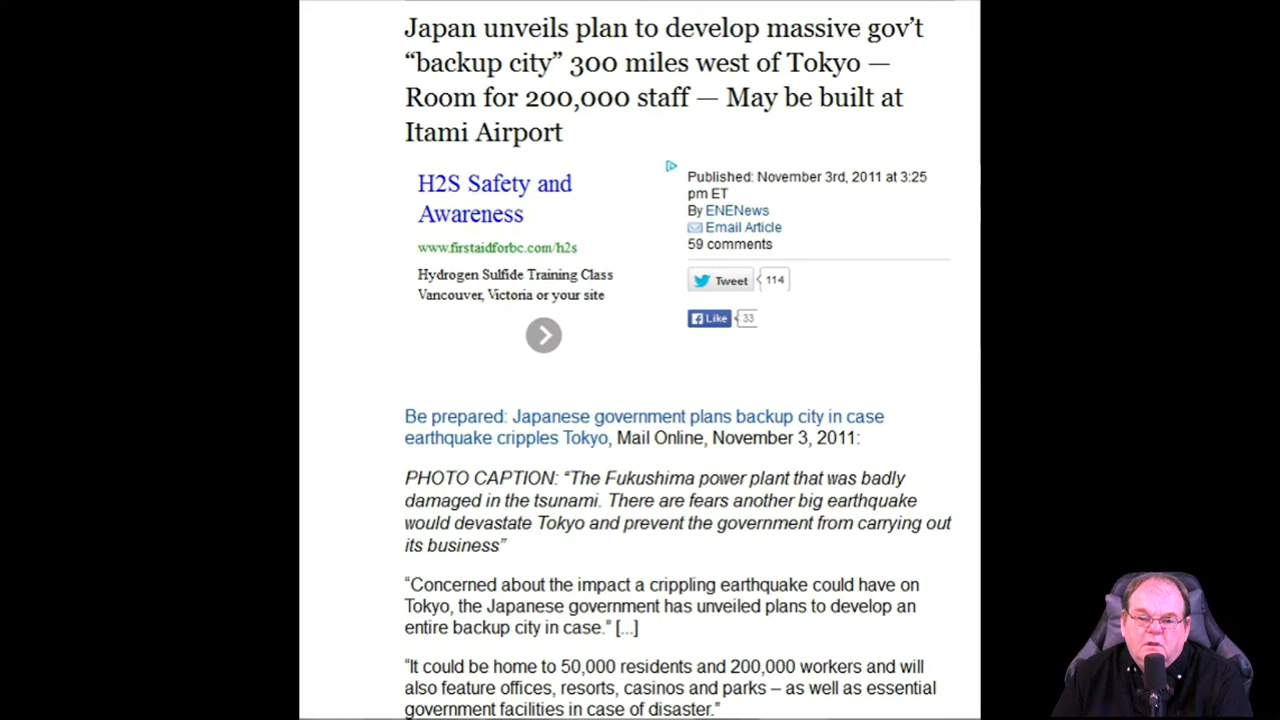 Japan unveils plan to develop massive gov’t
“backup city” 300 miles west of Tokyo —
Room for 200,000 staff — May be built at
Itami Airport
H2S Safety and
Awareness
www.firstaidforbc.com/h2s
Hydrogen Sulfide Training Class
Vancouver, Victoria or your site
Published: November 3rd, 2011 at 3:25
pm ET
By ENENews
Email Article
59 comments
Tweet 114
Like 33
Be prepared: Japanese government plans backup city in case
earthquake cripples Tokyo, Mail Online, November 3, 2011:
PHOTO CAPTION: “The Fukushima power plant that was badly
damaged in the tsunami. There are fears another big earthquake
would devastate Tokyo and prevent the government from carrying out
its business”
“Concerned about the impact a crippling earthquake could have on
Tokyo, the Japanese government has unveiled plans to develop an
entire backup city in case.” [...]
“It could be home to 50,000 residents and 200,000 workers and will
also feature offices, resorts, casinos and parks – as well as essential
government facilities in case of disaster.”